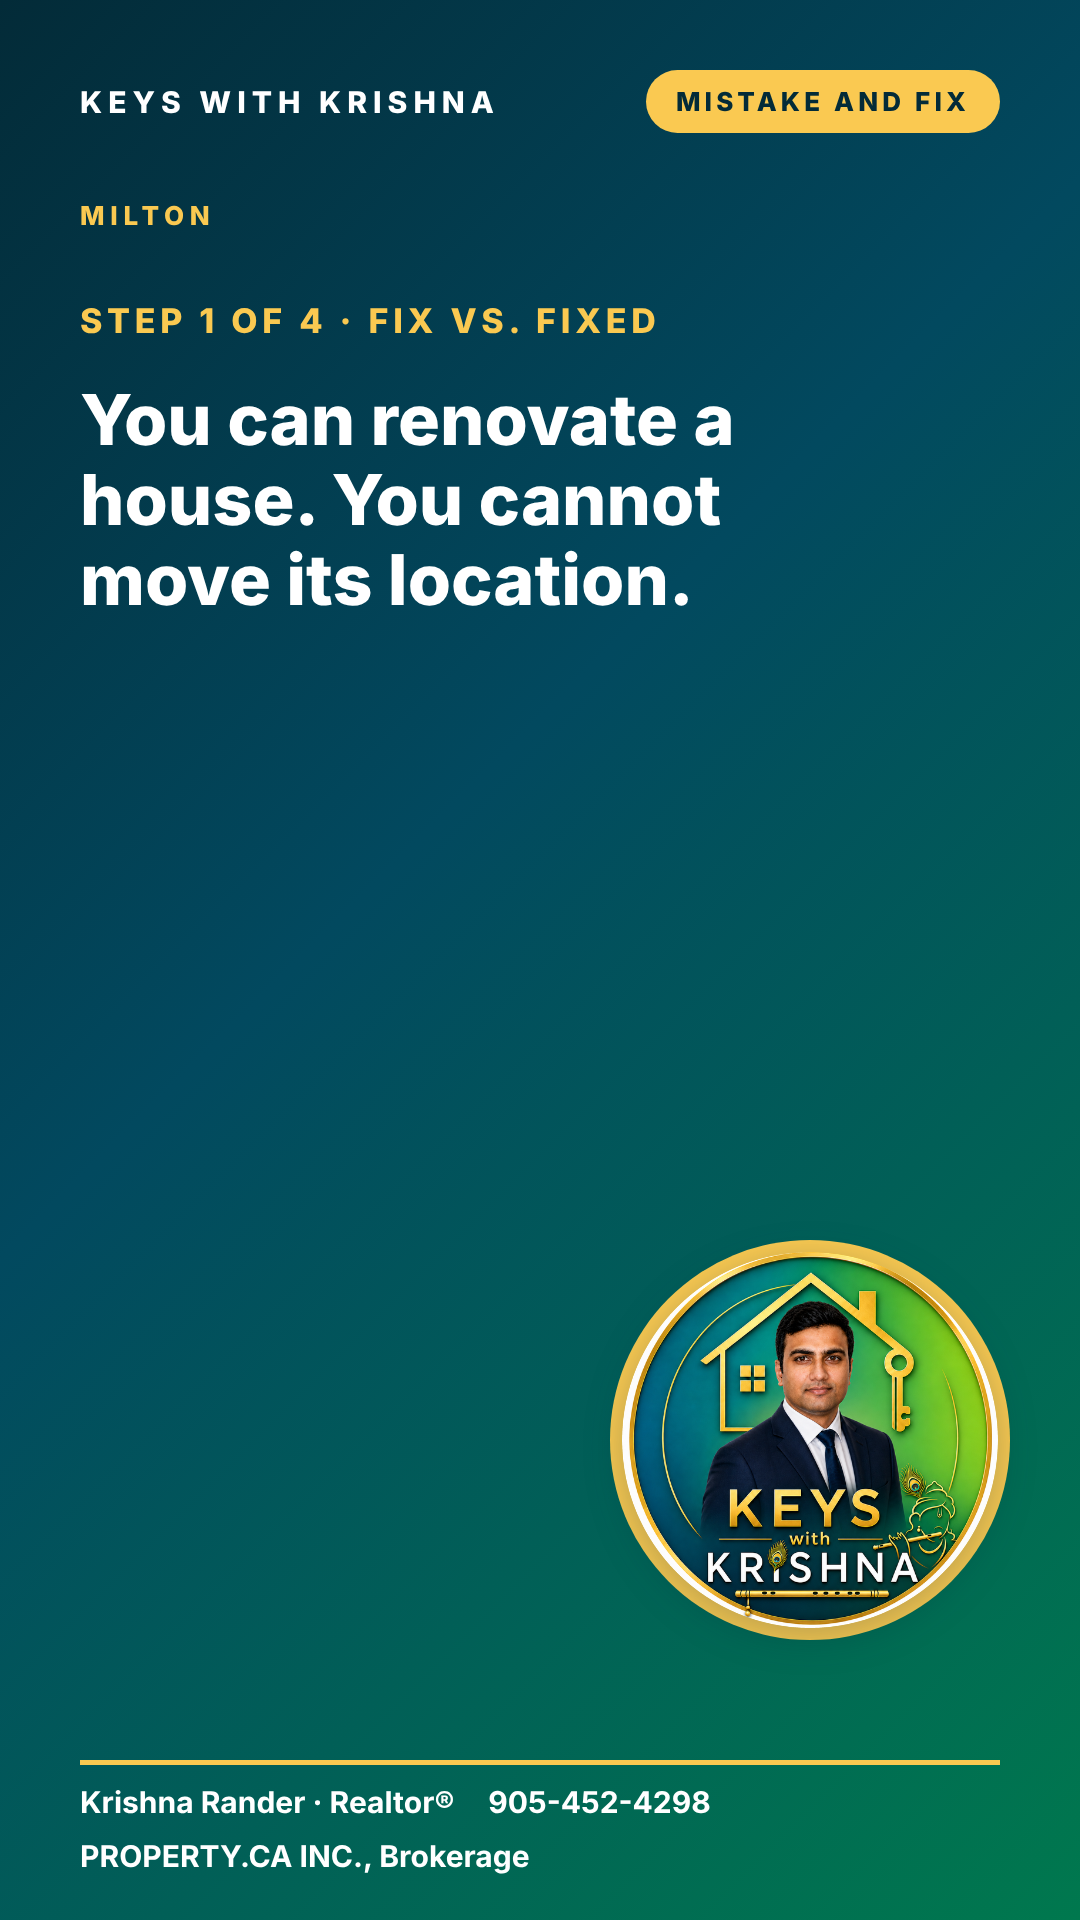 KEYS WITH KRISHNA
MISTAKE AND FIX
MILTON
STEP 1 OF 4 · FIX VS. FIXED
You can renovate a
house. You cannot
move its location.
KEYS
with
KRISHNA
Krishna Rander · Realtor® 905-452-4298
PROPERTY.CA INC., Brokerage